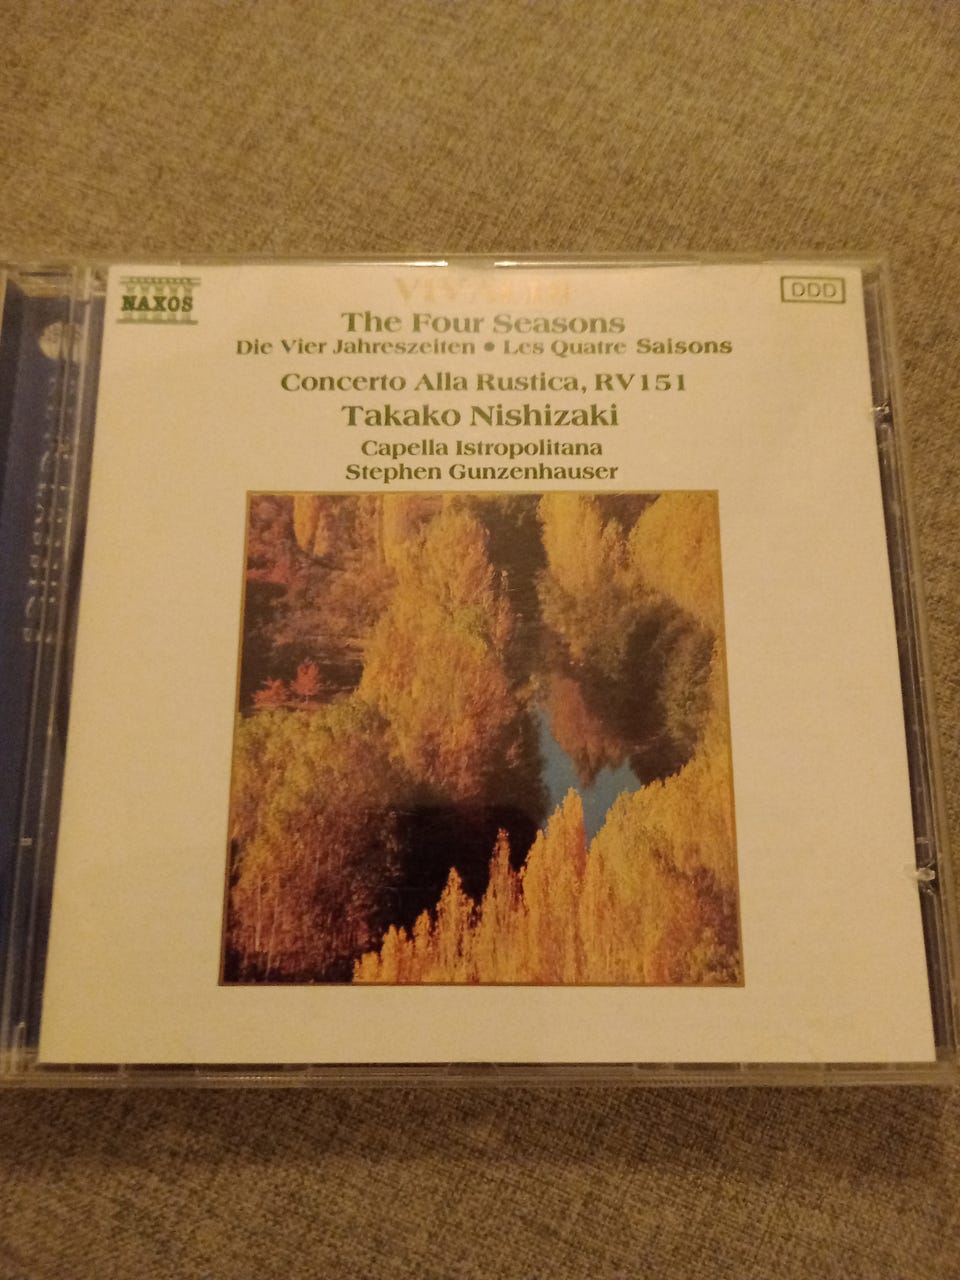 NAXOS
VIVALDI
DDD
The Four Seasons
Die Vier Jahreszeiten • Les Quatre Saisons
Concerto Alla Rustica, RV151
Takako Nishizaki
Capella Istropolitana
Stephen Gunzenhauser